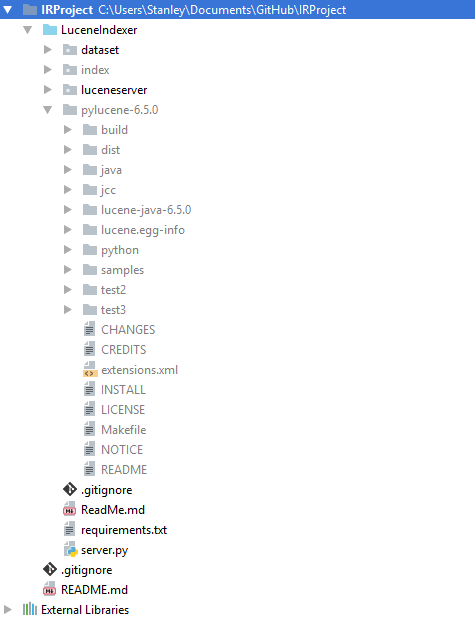 IRProject C:\Users\Stanley\Documents\GitHub\IRProject
LuceneIndexer
dataset
index
luceneserver
pylucene-6.5.0
build
dist
java
jcc
lucene-java-6.5.0
lucene.egg-info
python
samples
test2
test3
CHANGES
CREDITS
extensions.xml
INSTALL
LICENSE
Makefile
NOTICE
README
.gitignore
ReadMe.md
requirements.txt
server.py
.gitignore
README.md
External Libraries